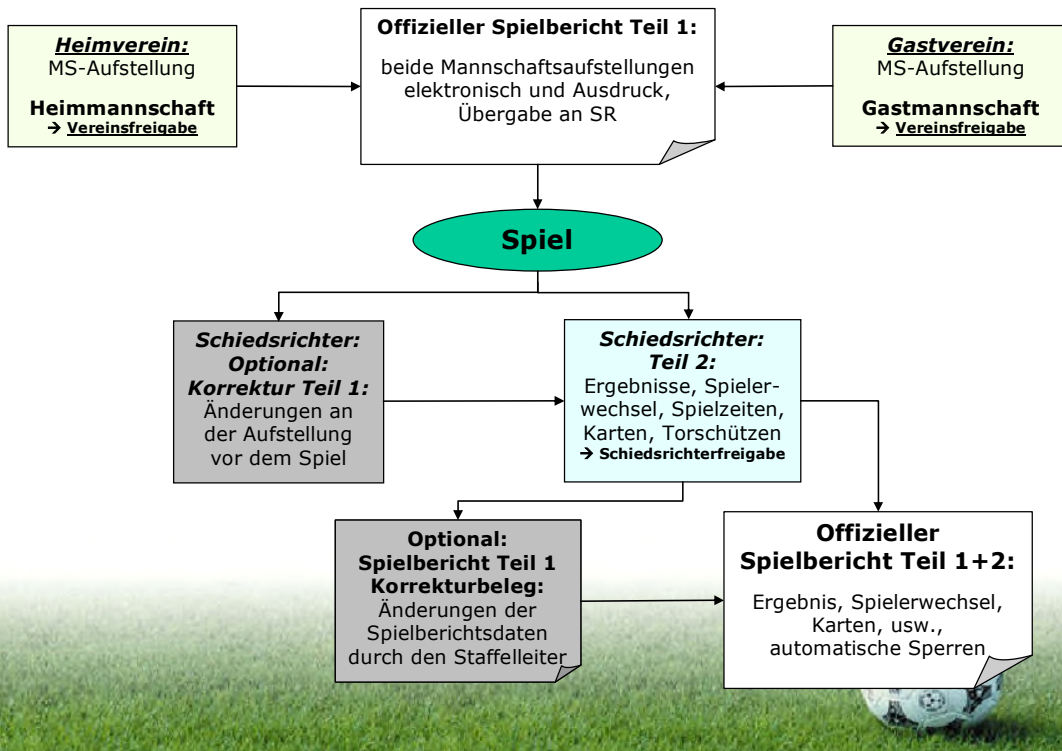 Heimverein:
MS-Aufstellung
Heimmannschaft
→ Vereinsfreigabe
Offizieller Spielbericht Teil 1:
beide Mannschaftsaufstellungen
elektronisch und Ausdruck,
Übergabe an SR
Gastverein:
MS-Aufstellung
Gastmannschaft
→ Vereinsfreigabe
Spiel
Schiedsrichter:
Optional:
Korrektur Teil 1:
Änderungen an
der Aufstellung
vor dem Spiel
Schiedsrichter:
Teil 2:
Ergebnisse, Spieler-
wechsel, Spielzeiten,
Karten, Torschützen
→ Schiedsrichterfreigabe
Optional:
Spielbericht Teil 1
Korrekturbeleg:
Änderungen der
Spielberichtsdaten
durch den Staffelleiter
Offizieller
Spielbericht Teil 1+2:
Ergebnis, Spielerwechsel,
Karten, usw.,
automatische Sperren